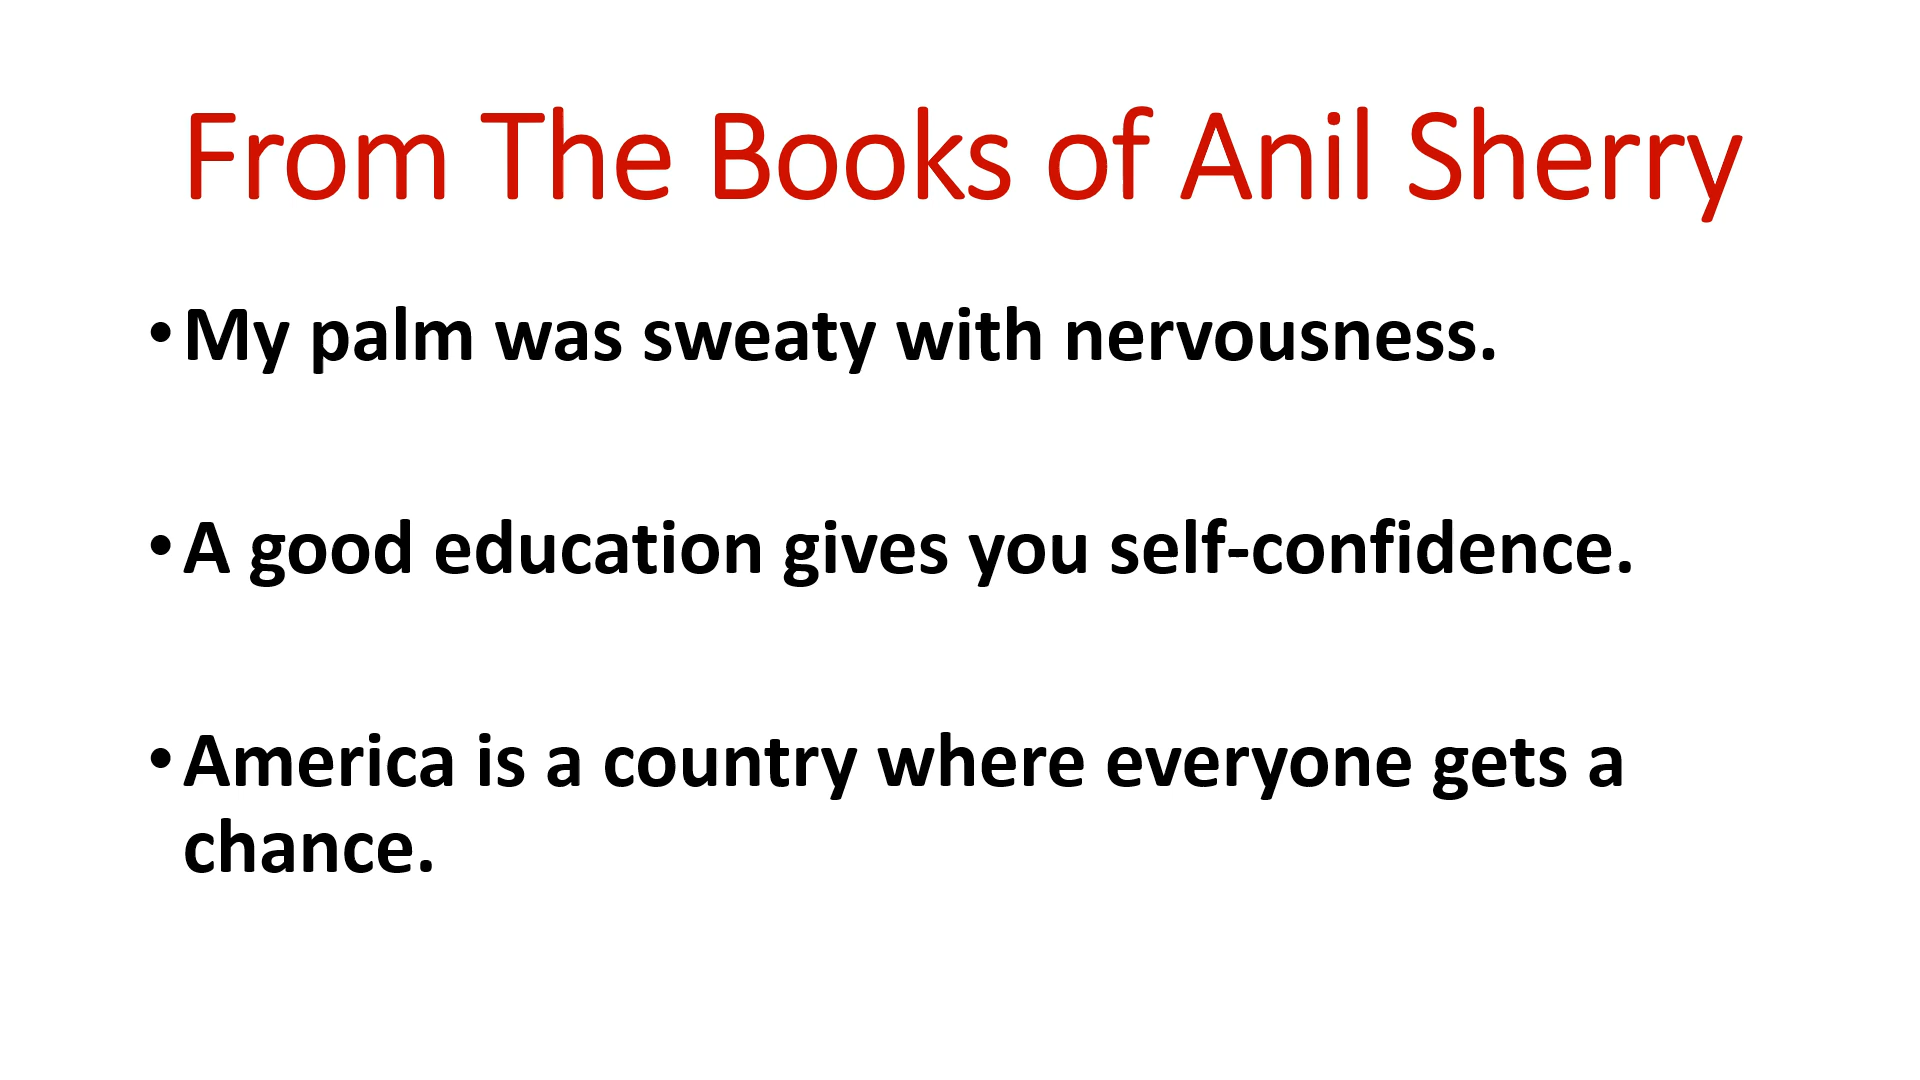 From The Books of Anil Sherry
•My palm was sweaty with nervousness.
•A good education gives you self-confidence.
•America is a country where everyone gets a
chance.